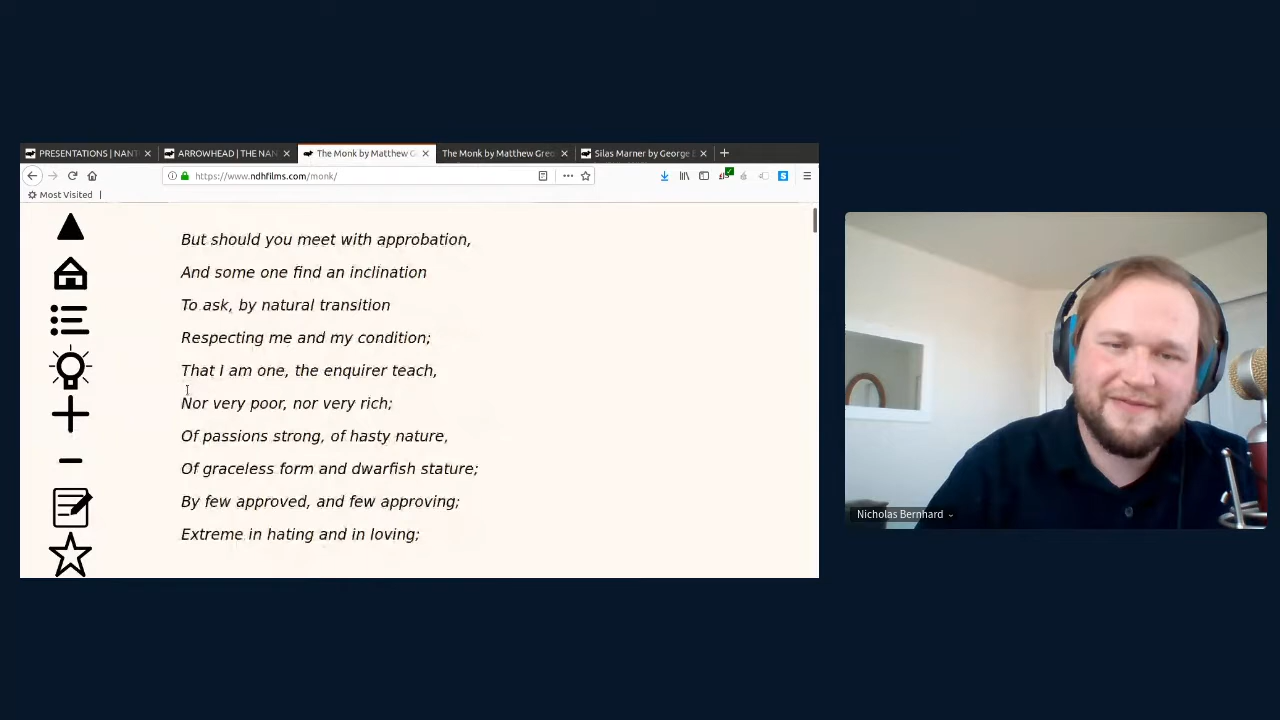 PRESENTATIONS | NANT
ARROWHEAD | THE NAN
The Monk by Matthew G
The Monk by Matthew Greg
Silas Marner by George E
https://www.ndhfilms.com/monk/
Most Visited
But should you meet with approbation,
And some one find an inclination
To ask, by natural transition
Respecting me and my condition;
That I am one, the enquirer teach,
Nor very poor, nor very rich;
Of passions strong, of hasty nature,
Of graceless form and dwarfish stature;
By few approved, and few approving;
Extreme in hating and in loving;
Nicholas Bernhard